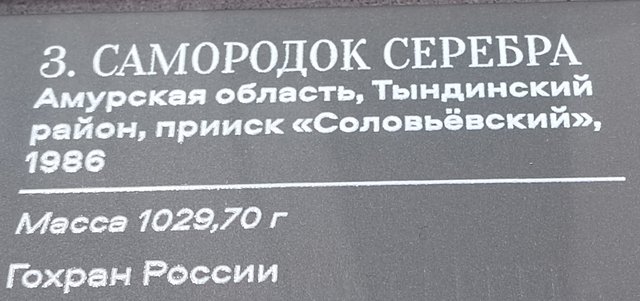 3. САМОРОДОК СЕРЕБРА
Амурская область, Тындинский
район, прииск «Соловьёвский»,
1986
Масса 1029,70 г
Гохран России